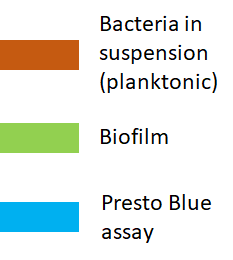 Bacteria in
suspension
(planktonic)
Biofilm
Presto Blue
assay